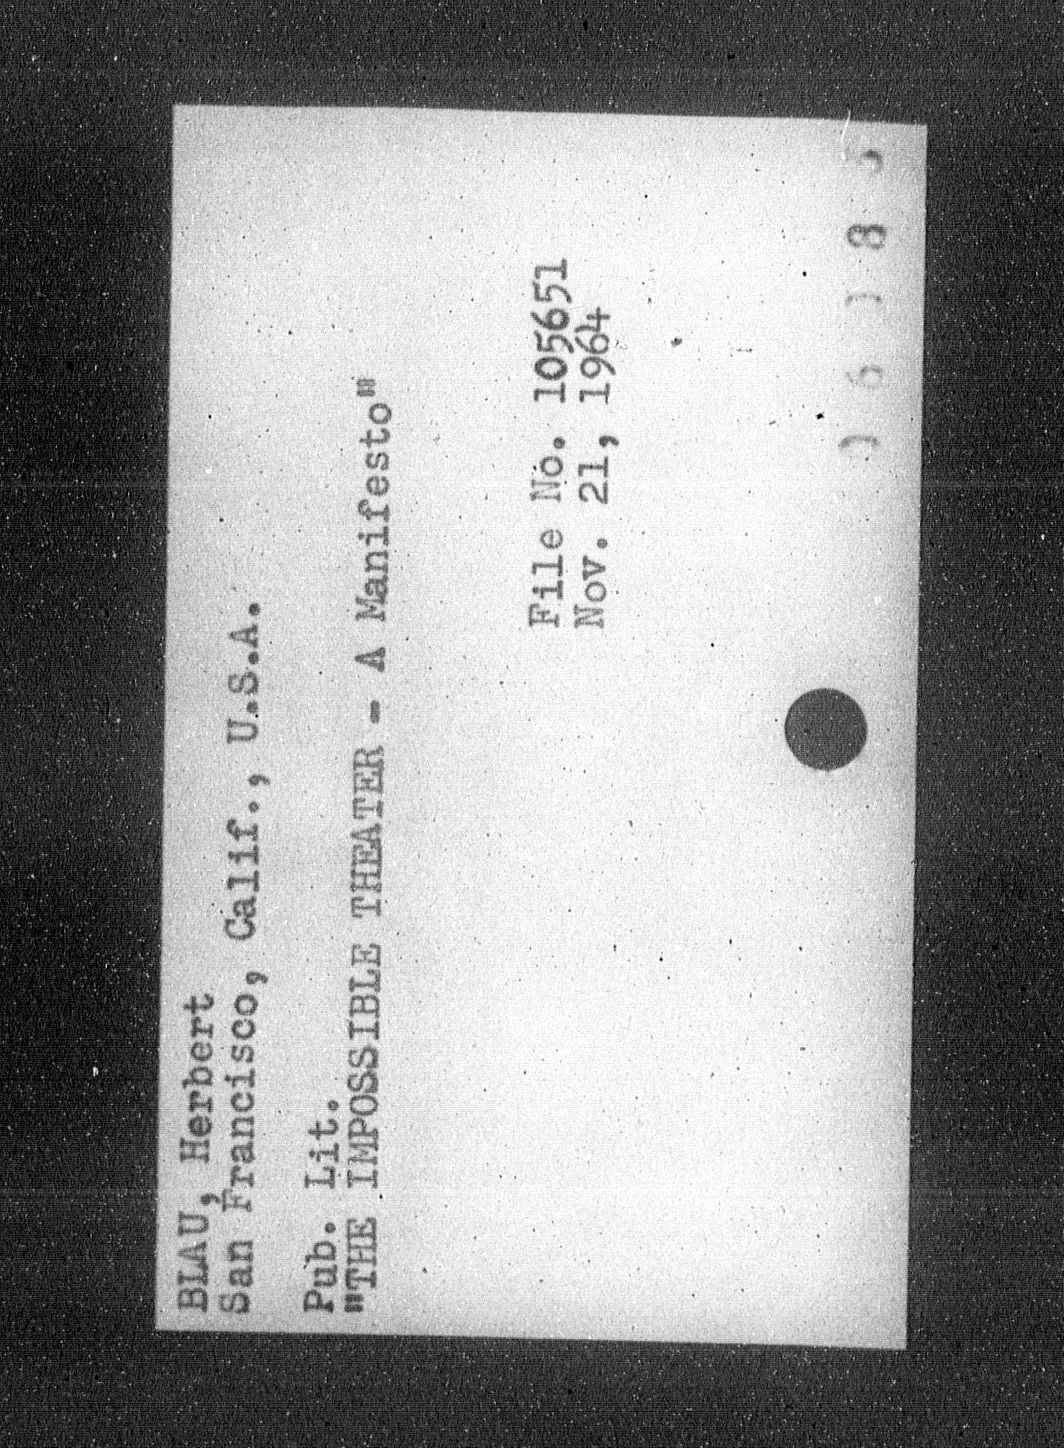 BLAU, Herbert
San Francisco, Calif., U.S.A.
Pub. Lit.
"THE IMPOSSIBLE THEATER - A Manifesto"
File No. 105651
Nov. 21, 1964